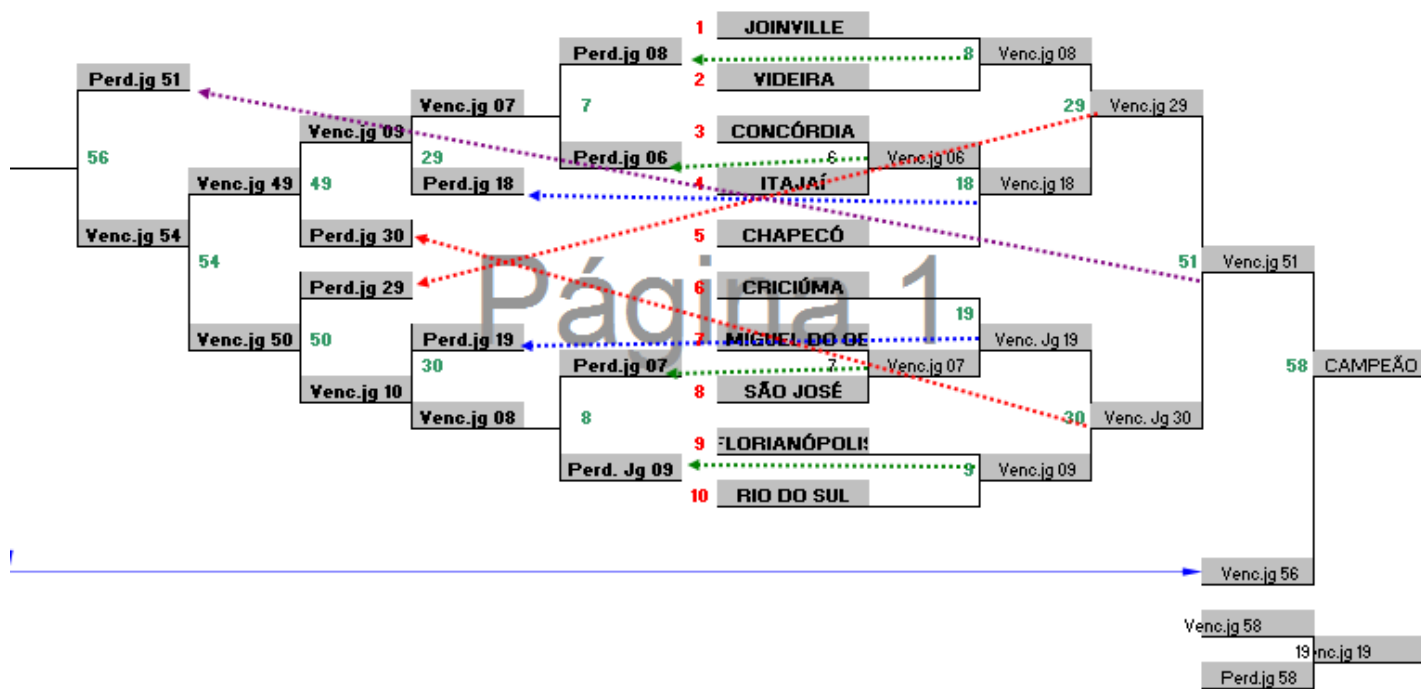 1 JOINVILLE
Perd.jg 08 8 Venc.jg 08
Perd.jg 51 2 VIDEIRA
Venc.jg 07 7 29 Venc.jg 29
Venc.jg 09 3 CONCÓRDIA
56 29 Perd.jg 06 6 Venc.jg 06
Venc.jg 49 49 Perd.jg 18 4 ITAJAÍ 18 Venc.jg 18
Venc.jg 54 Perd.jg 30 5 CHAPECÓ
54 51 Venc.jg 51
Perd.jg 29 6 CRICIÚMA
Página 1
19
Venc.jg 50 50 Perd.jg 19 7 MIGUEL DO OE Venc. Jg 19
30 Perd.jg 07 7 Venc.jg 07 58 CAMPEÃO
Venc.jg 10 8 SÃO JOSÉ
Venc.jg 08 8 30 Venc. Jg 30
9 FLORIANÓPOLIS
Perd. Jg 09 9 Venc.jg 09
10 RIO DO SUL
Venc.jg 56
Venc.jg 58
19 nc.jg 19
Perd.jg 58